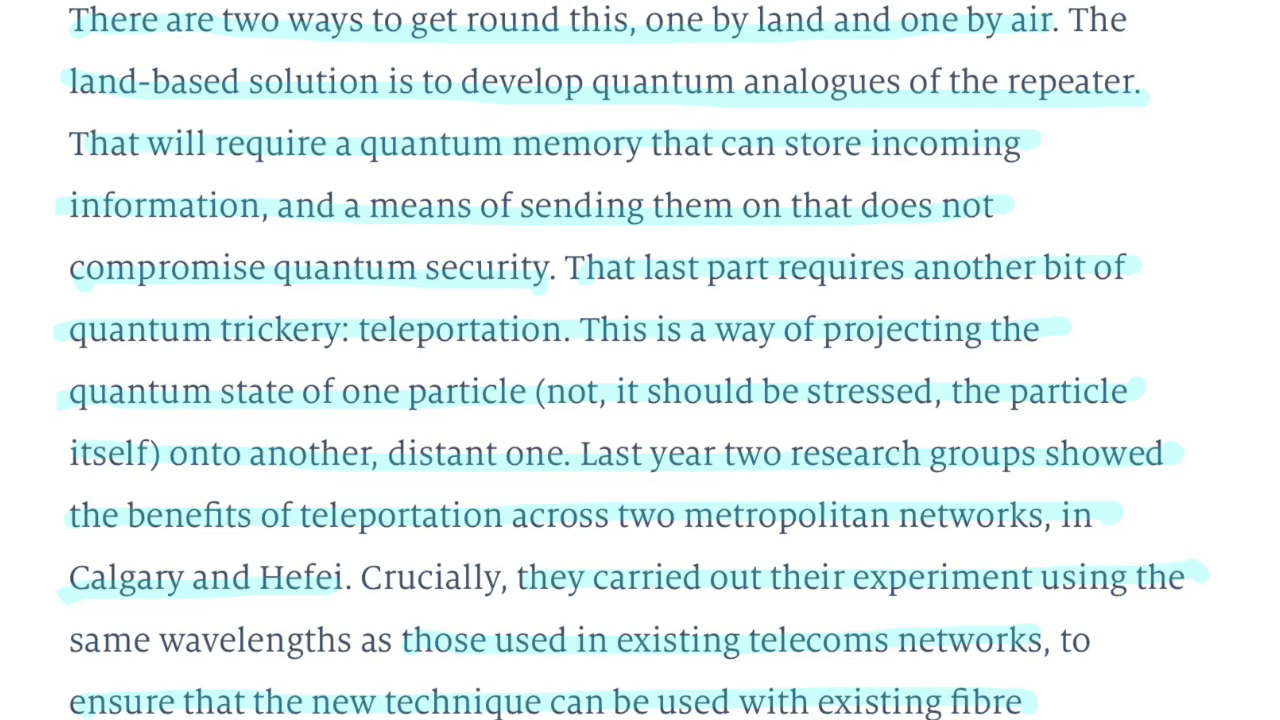 There are two ways to get round this, one by land and one by air. The
land-based solution is to develop quantum analogues of the repeater.
That will require a quantum memory that can store incoming
information, and a means of sending them on that does not
compromise quantum security. That last part requires another bit of
quantum trickery: teleportation. This is a way of projecting the
quantum state of one particle (not, it should be stressed, the particle
itself) onto another, distant one. Last year two research groups showed
the benefits of teleportation across two metropolitan networks, in
Calgary and Hefei. Crucially, they carried out their experiment using the
same wavelengths as those used in existing telecoms networks, to
ensure that the new technique can be used with existing fibre